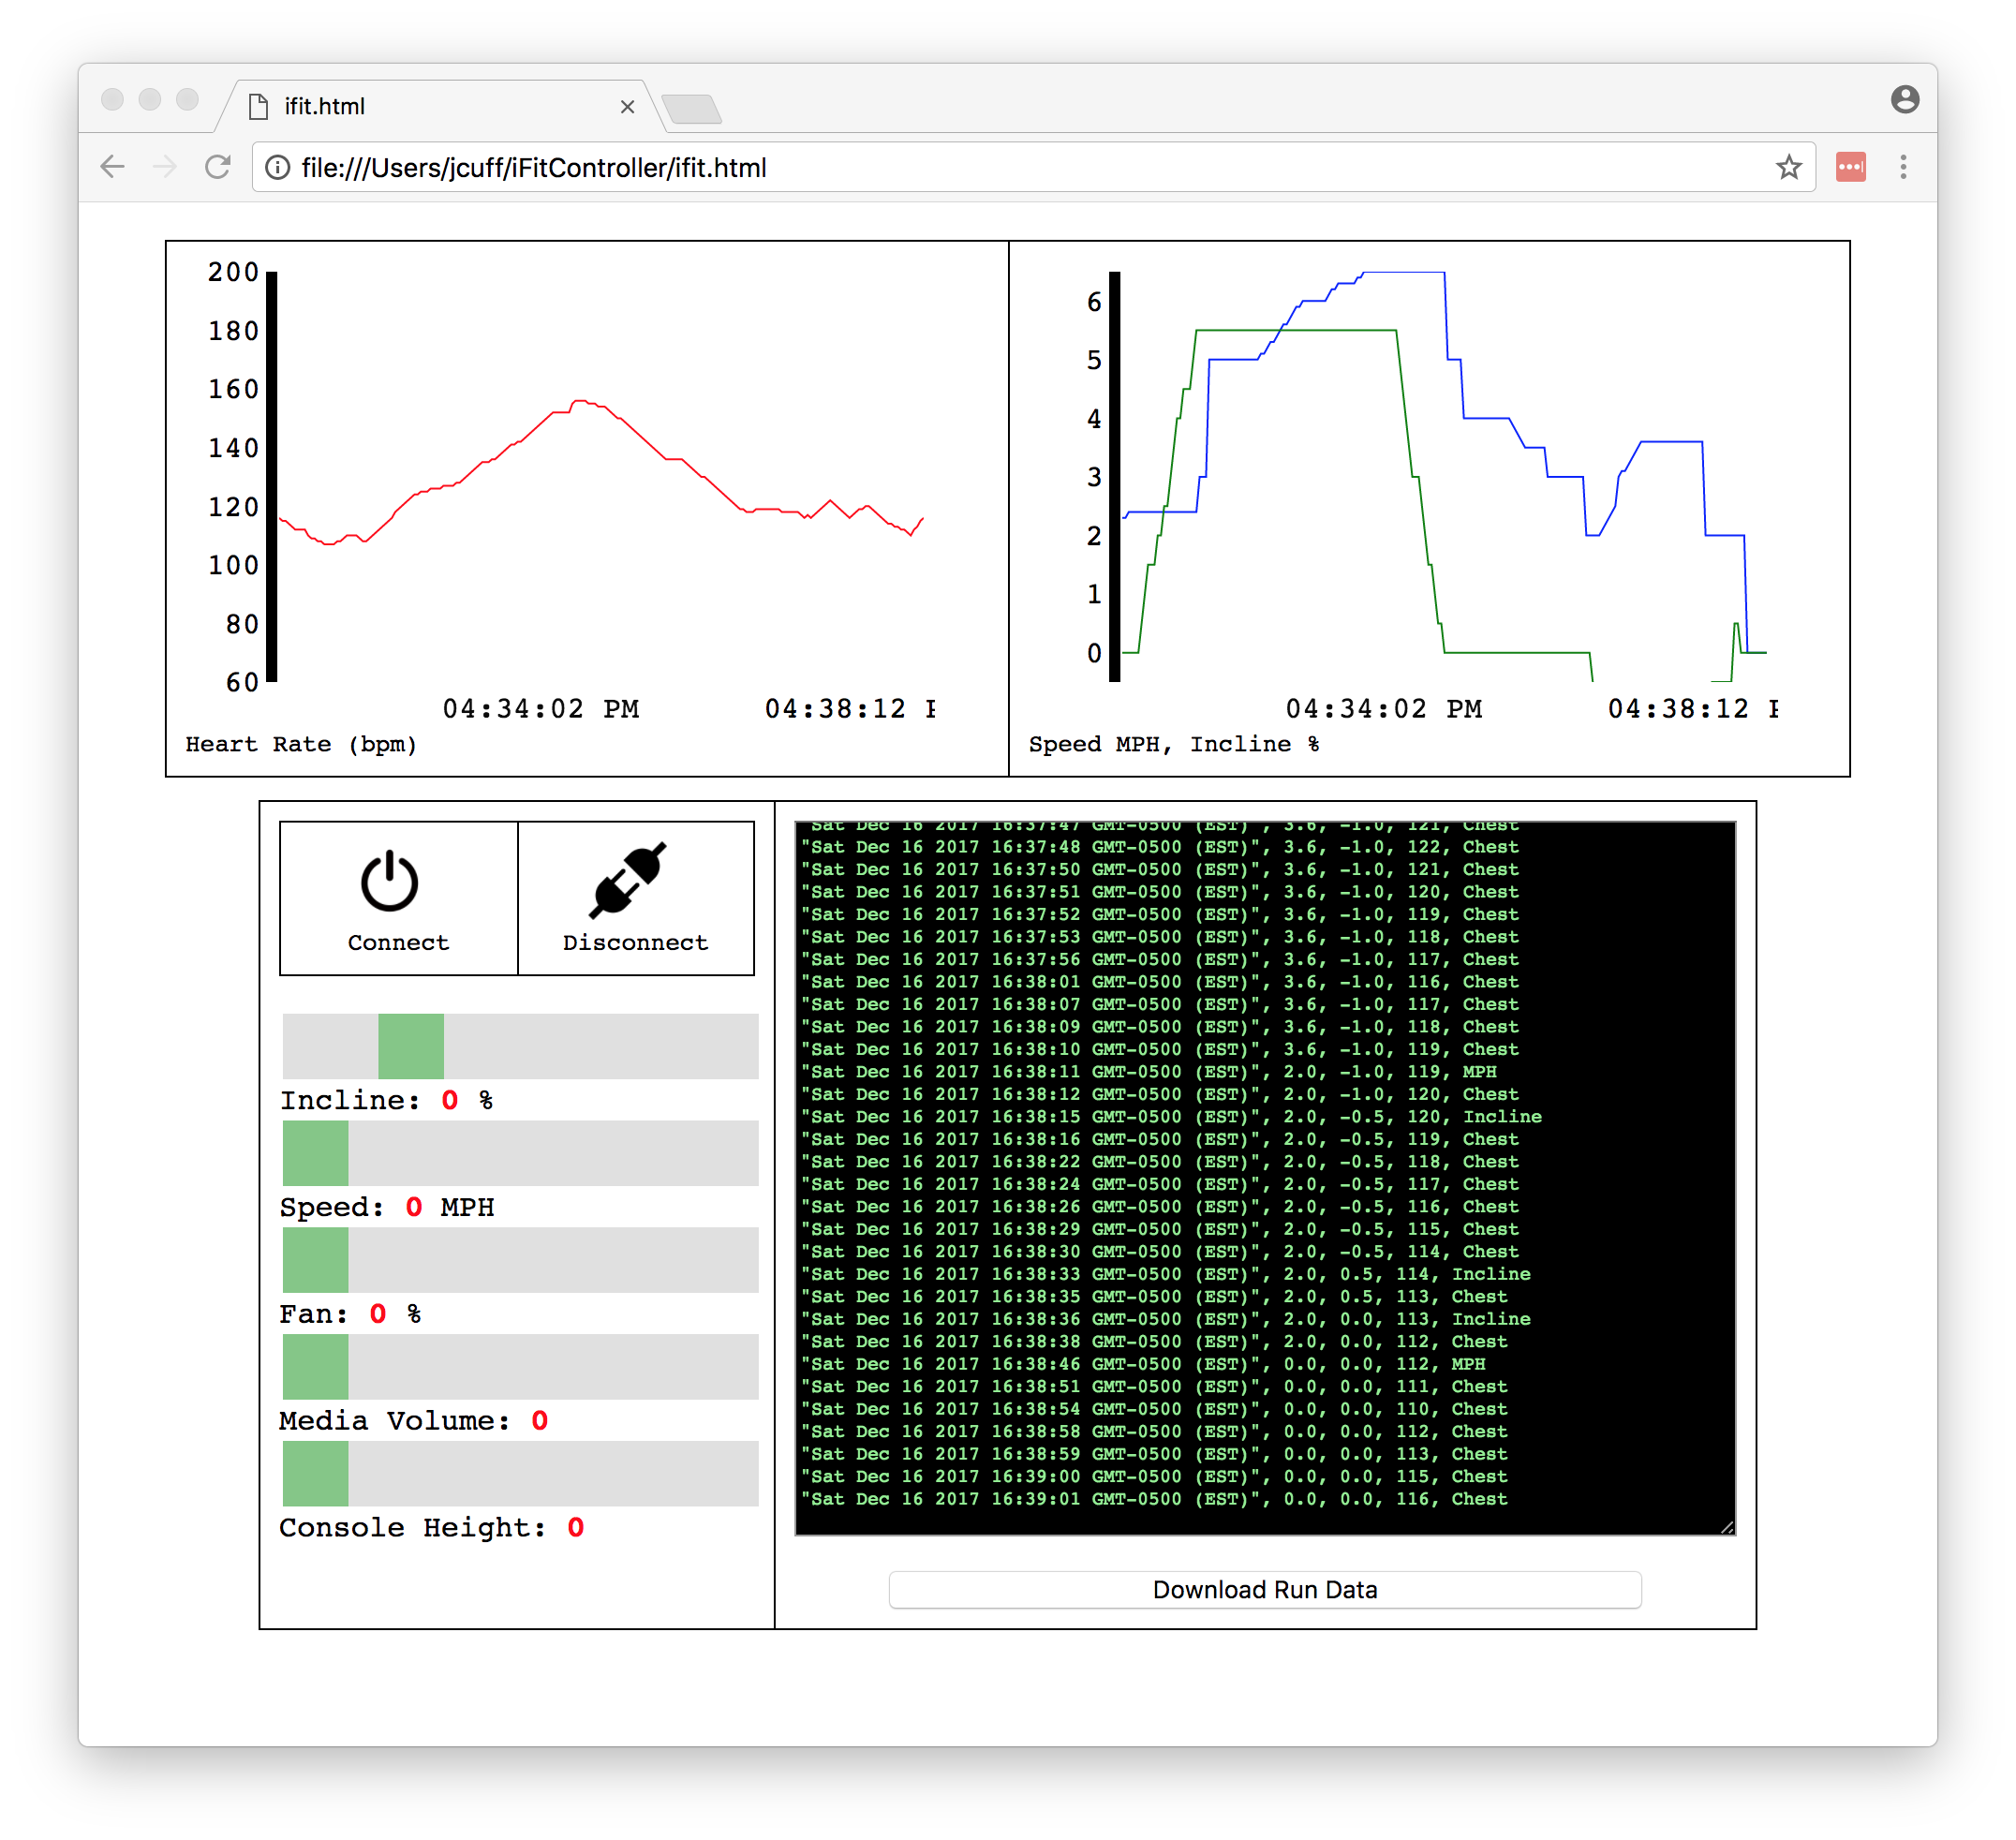 ifit.html
file:///Users/jcuff/iFitController/ifit.html
200
180
160
140
120
100
80
60
04:34:02 PM 04:38:12
Heart Rate (bpm)
6
5
4
3
2
1
0
04:34:02 PM 04:38:12
Speed MPH, Incline %
Connect
Disconnect
Incline: 0 %
Speed: 0 MPH
Fan: 0 %
Media Volume: 0
Console Height: 0
"Sat Dec 16 2017 16:37:47 GMT-0500 (EST)", 3.6, -1.0, 121, Chest
"Sat Dec 16 2017 16:37:48 GMT-0500 (EST)", 3.6, -1.0, 122, Chest
"Sat Dec 16 2017 16:37:50 GMT-0500 (EST)", 3.6, -1.0, 121, Chest
"Sat Dec 16 2017 16:37:51 GMT-0500 (EST)", 3.6, -1.0, 120, Chest
"Sat Dec 16 2017 16:37:52 GMT-0500 (EST)", 3.6, -1.0, 119, Chest
"Sat Dec 16 2017 16:37:53 GMT-0500 (EST)", 3.6, -1.0, 118, Chest
"Sat Dec 16 2017 16:37:56 GMT-0500 (EST)", 3.6, -1.0, 117, Chest
"Sat Dec 16 2017 16:38:01 GMT-0500 (EST)", 3.6, -1.0, 116, Chest
"Sat Dec 16 2017 16:38:07 GMT-0500 (EST)", 3.6, -1.0, 117, Chest
"Sat Dec 16 2017 16:38:09 GMT-0500 (EST)", 3.6, -1.0, 118, Chest
"Sat Dec 16 2017 16:38:10 GMT-0500 (EST)", 3.6, -1.0, 119, Chest
"Sat Dec 16 2017 16:38:11 GMT-0500 (EST)", 2.0, -1.0, 119, MPH
"Sat Dec 16 2017 16:38:12 GMT-0500 (EST)", 2.0, -1.0, 120, Chest
"Sat Dec 16 2017 16:38:15 GMT-0500 (EST)", 2.0, -0.5, 120, Incline
"Sat Dec 16 2017 16:38:16 GMT-0500 (EST)", 2.0, -0.5, 119, Chest
"Sat Dec 16 2017 16:38:22 GMT-0500 (EST)", 2.0, -0.5, 118, Chest
"Sat Dec 16 2017 16:38:24 GMT-0500 (EST)", 2.0, -0.5, 117, Chest
"Sat Dec 16 2017 16:38:26 GMT-0500 (EST)", 2.0, -0.5, 116, Chest
"Sat Dec 16 2017 16:38:29 GMT-0500 (EST)", 2.0, -0.5, 115, Chest
"Sat Dec 16 2017 16:38:30 GMT-0500 (EST)", 2.0, -0.5, 114, Chest
"Sat Dec 16 2017 16:38:33 GMT-0500 (EST)", 2.0, 0.5, 114, Incline
"Sat Dec 16 2017 16:38:35 GMT-0500 (EST)", 2.0, 0.5, 113, Chest
"Sat Dec 16 2017 16:38:36 GMT-0500 (EST)", 2.0, 0.0, 113, Incline
"Sat Dec 16 2017 16:38:38 GMT-0500 (EST)", 2.0, 0.0, 112, Chest
"Sat Dec 16 2017 16:38:46 GMT-0500 (EST)", 0.0, 0.0, 112, MPH
"Sat Dec 16 2017 16:38:51 GMT-0500 (EST)", 0.0, 0.0, 111, Chest
"Sat Dec 16 2017 16:38:54 GMT-0500 (EST)", 0.0, 0.0, 110, Chest
"Sat Dec 16 2017 16:38:58 GMT-0500 (EST)", 0.0, 0.0, 112, Chest
"Sat Dec 16 2017 16:38:59 GMT-0500 (EST)", 0.0, 0.0, 113, Chest
"Sat Dec 16 2017 16:39:00 GMT-0500 (EST)", 0.0, 0.0, 115, Chest
"Sat Dec 16 2017 16:39:01 GMT-0500 (EST)", 0.0, 0.0, 116, Chest
Download Run Data